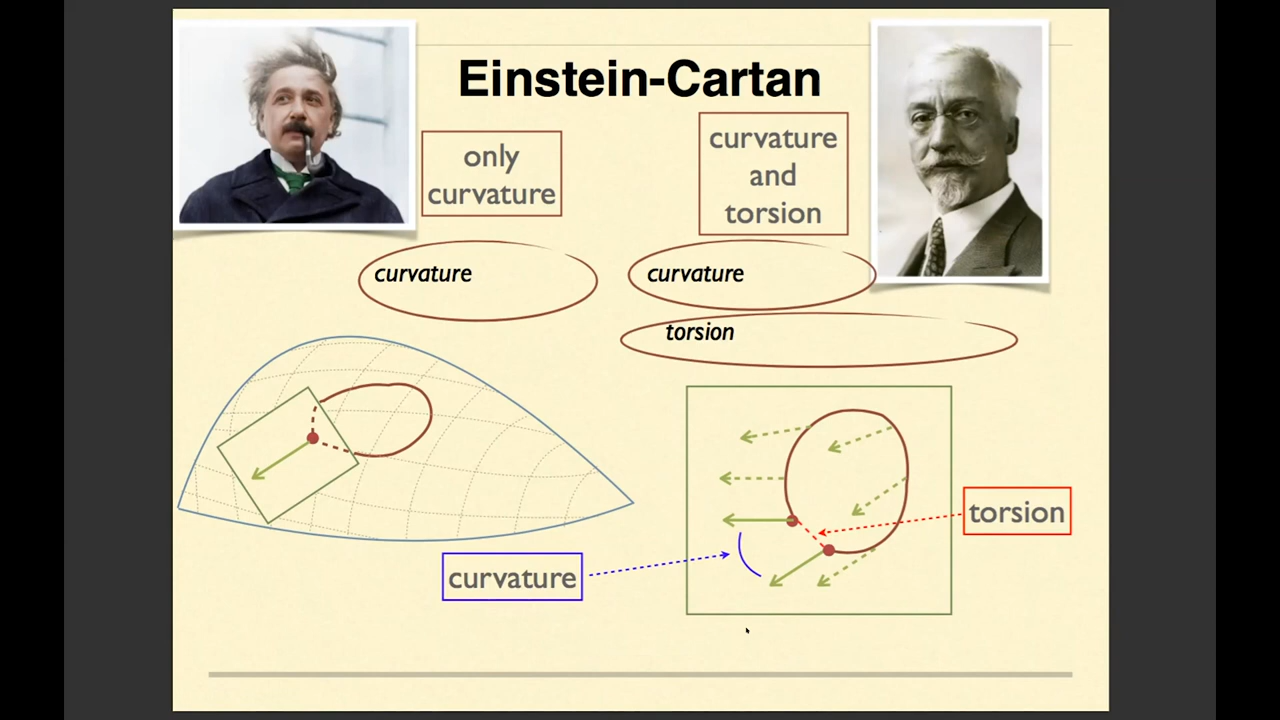 Einstein-Cartan
only
curvature
curvature
and
torsion
curvature
curvature
torsion
torsion
curvature